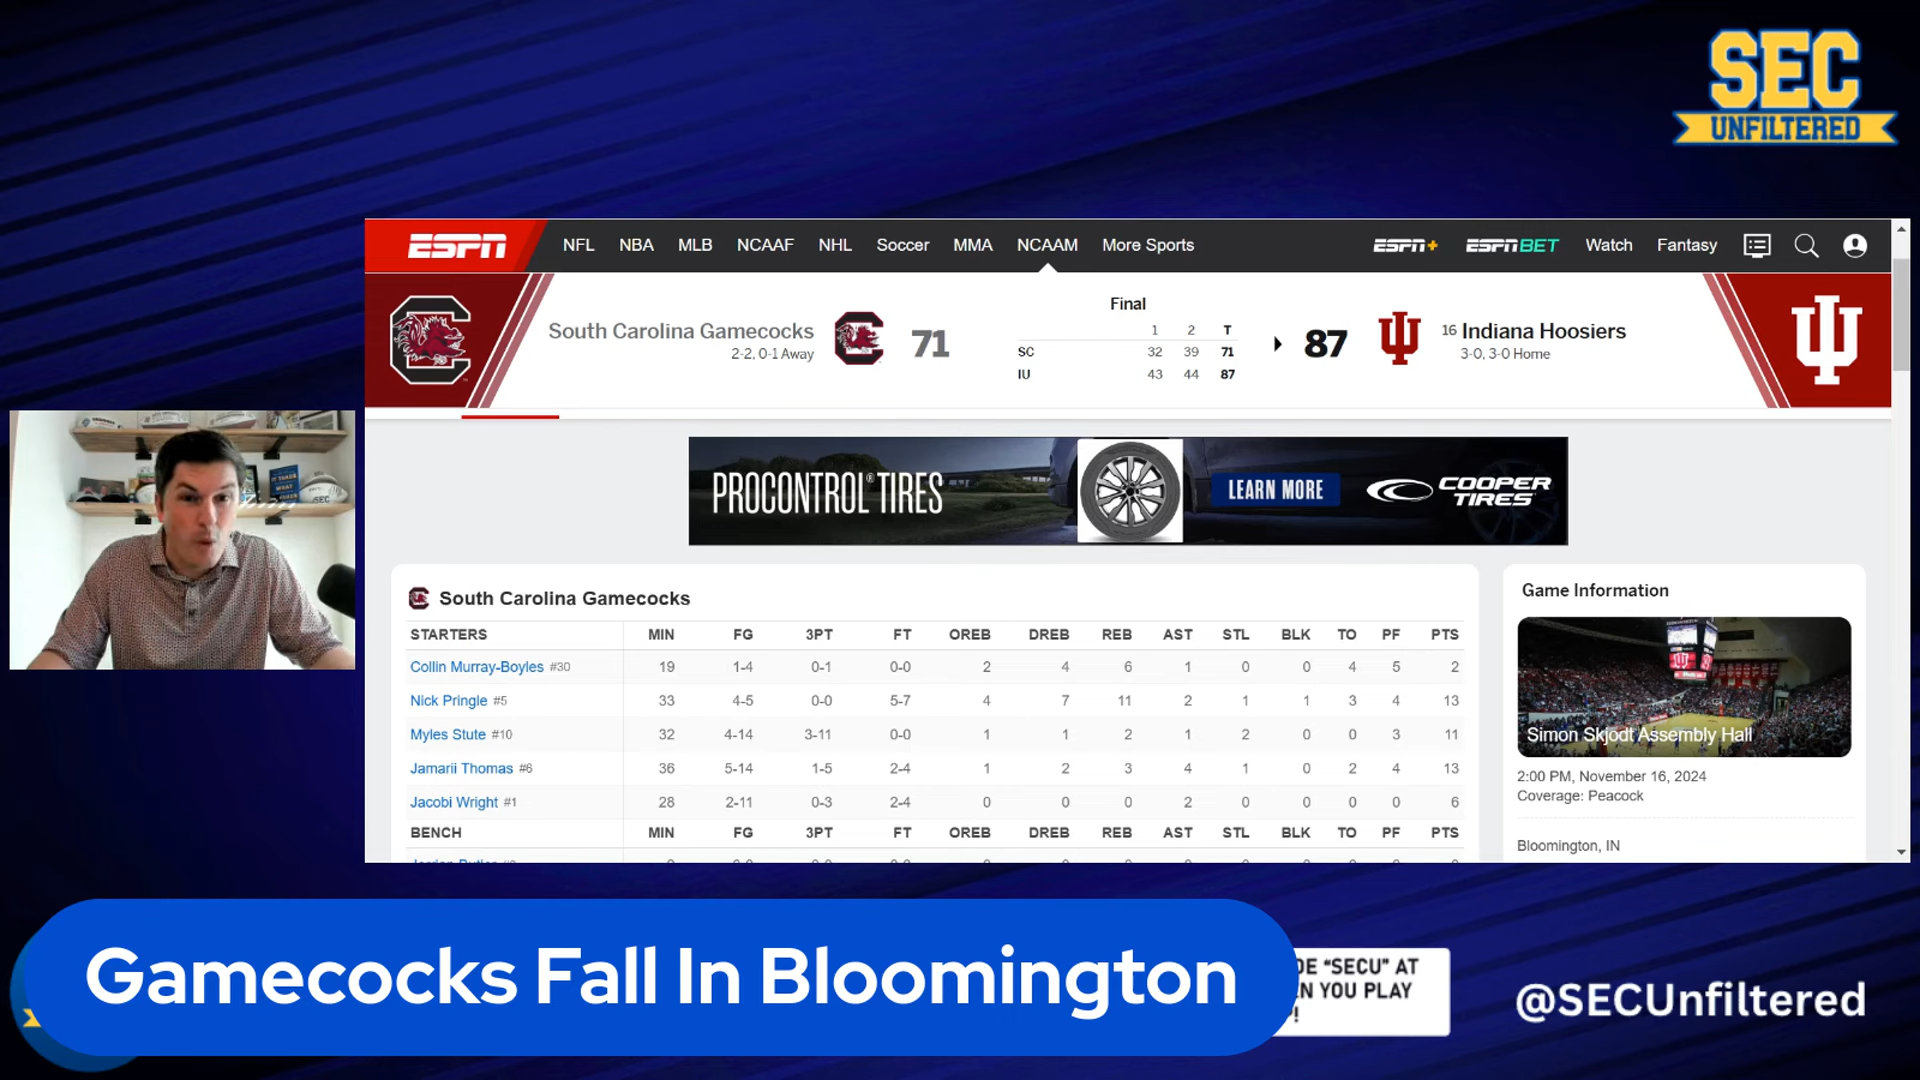 SEC
UNFILTERED
ESPN NFL NBA MLB NCAAF NHL Soccer MMA NCAAM More Sports ESPN+ ESPN BET Watch Fantasy
Final
South Carolina Gamecocks 71
2-2, 0-1 Away
1 2 T
SC 32 39 71
IU 43 44 87
87 16 Indiana Hoosiers
3-0, 3-0 Home
PROCONTROL® TIRES LEARN MORE COOPER TIRES
South Carolina Gamecocks
STARTERS MIN FG 3PT FT OREB DREB REB AST STL BLK TO PF PTS
Collin Murray-Boyles #30 19 1-4 0-1 0-0 2 4 6 1 0 0 4 5 2
Nick Pringle #5 33 4-5 0-0 5-7 4 7 11 2 1 1 3 4 13
Myles Stute #10 32 4-14 3-11 0-0 1 1 2 1 2 0 0 3 11
Jamarii Thomas #6 36 5-14 1-5 2-4 1 2 3 4 1 0 2 4 13
Jacobi Wright #1 28 2-11 0-3 2-4 0 0 0 2 0 0 0 0 6
BENCH MIN FG 3PT FT OREB DREB REB AST STL BLK TO PF PTS
Game Information
Simon Skjodt Assembly Hall
2:00 PM, November 16, 2024
Coverage: Peacock
Bloomington, IN
Gamecocks Fall In Bloomington
DE “SECU” AT
N YOU PLAY
!
@SECUnfiltered